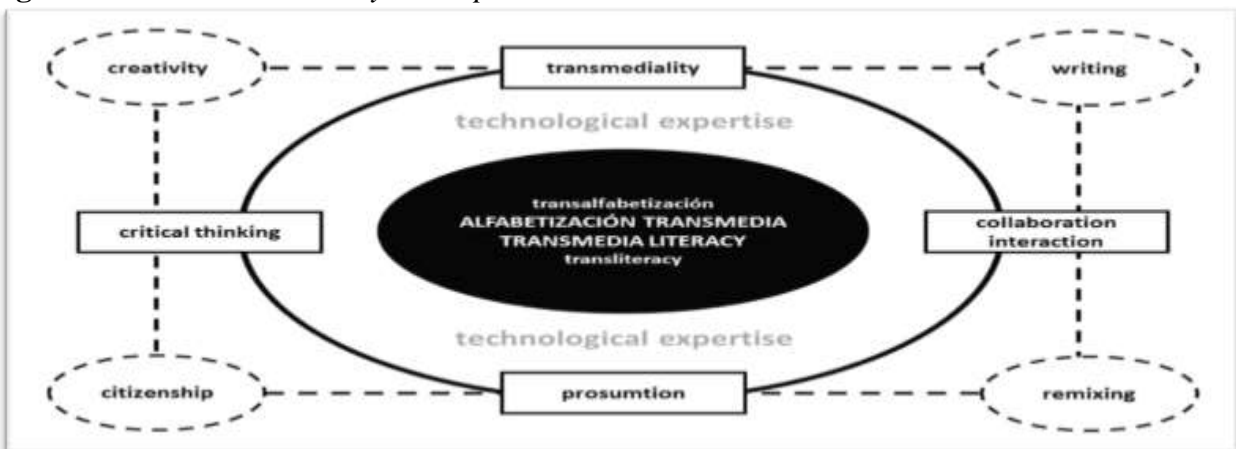 creativity
transmediality
writing
technological expertise
transalfabetización
ALFABETIZACIÓN TRANSMEDIA
TRANSMEDIA LITERACY
transliteracy
critical thinking
collaboration
interaction
technological expertise
citizenship
prosumtion
remixing